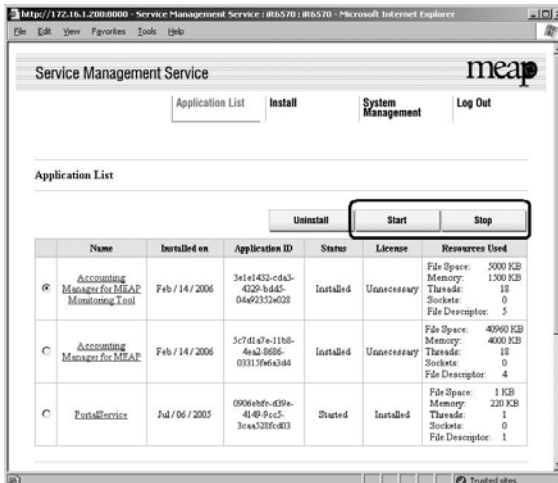 http://172.16.1.200:8000 - Service Management Service : iR6570 : iR6570 - Microsoft Internet Explorer
File Edit View Favorites Tools Help
Service Management Service
meap
Application List Install System Management Log Out
Application List
Uninstall Start Stop
Name Installed on Application ID Status License Resources Used
Accounting Manager for MEAP Monitoring Tool
Feb / 14 / 2006
3e1e1432-cda3-
4329-bdd5-
04a92352e028
Installed Unnecessary
File Space: 5000 KB
Memory: 1500 KB
Threads: 18
Sockets: 0
File Descriptor: 5
Accounting Manager for MEAP
Feb / 14 / 2006
5c7d1a7e-11b8-
4ea2-8686-
03315fe6a3d4
Installed Unnecessary
File Space: 40960 KB
Memory: 4000 KB
Threads: 18
Sockets: 0
File Descriptor: 4
PortalService
Jul / 06 / 2005
0906ebfc-d39e-
4149-9cc5-
3caa528fcd03
Started Installed
File Space: 1 KB
Memory: 220 KB
Threads: 1
Sockets: 0
File Descriptor: 1
Trusted sites